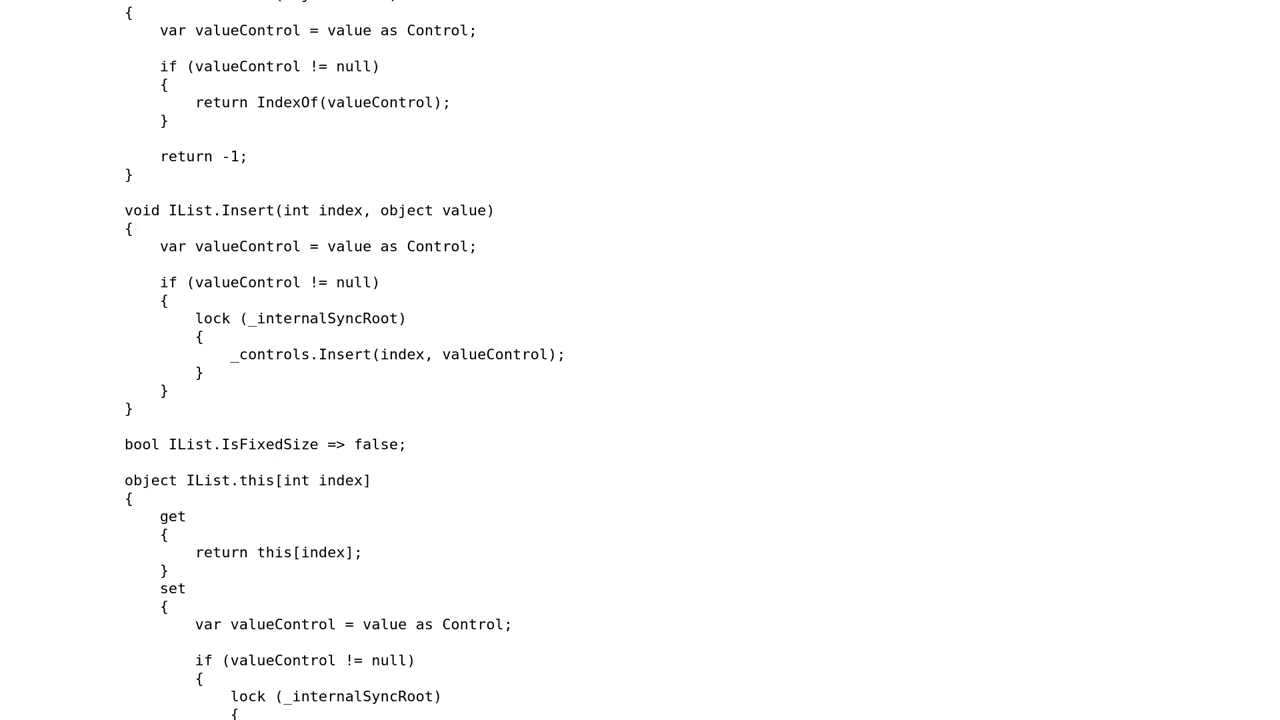 {
    var valueControl = value as Control;

    if (valueControl != null)
    {
        return IndexOf(valueControl);
    }

    return -1;
}

void IList.Insert(int index, object value)
{
    var valueControl = value as Control;

    if (valueControl != null)
    {
        lock (_internalSyncRoot)
        {
            _controls.Insert(index, valueControl);
        }
    }
}

bool IList.IsFixedSize => false;

object IList.this[int index]
{
    get
    {
        return this[index];
    }
    set
    {
        var valueControl = value as Control;

        if (valueControl != null)
        {
            lock (_internalSyncRoot)
            {